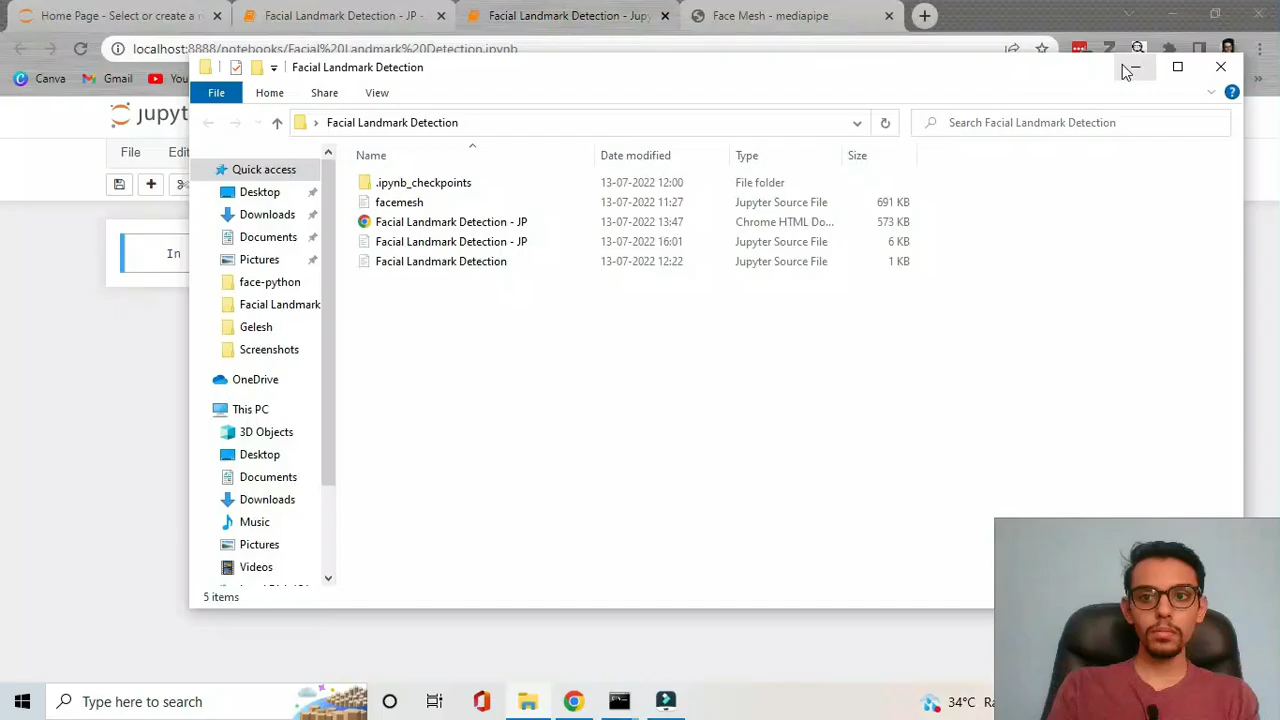 Home Page - Select or create a n
Facial Landmark Detection - JP -
Facial Landmark Detection - Jupy
Face Mesh - mediapipe
localhost:8888/notebooks/Facial%20Landmark%20Detection.ipynb
Canva
Gmail
You
Facial Landmark Detection
File
Home
Share
View
Facial Landmark Detection
Search Facial Landmark Detection
jupyt
File
Edit
In
Name
Date modified
Type
Size
.ipynb_checkpoints
13-07-2022 12:00
File folder
facemesh
13-07-2022 11:27
Jupyter Source File
691 KB
Facial Landmark Detection - JP
13-07-2022 13:47
Chrome HTML Do...
573 KB
Facial Landmark Detection - JP
13-07-2022 16:01
Jupyter Source File
6 KB
Facial Landmark Detection
13-07-2022 12:22
Jupyter Source File
1 KB
Quick access
Desktop
Downloads
Documents
Pictures
face-python
Facial Landmark
Gelesh
Screenshots
OneDrive
This PC
3D Objects
Desktop
Documents
Downloads
Music
Pictures
Videos
5 items
Type here to search
34°C Ra